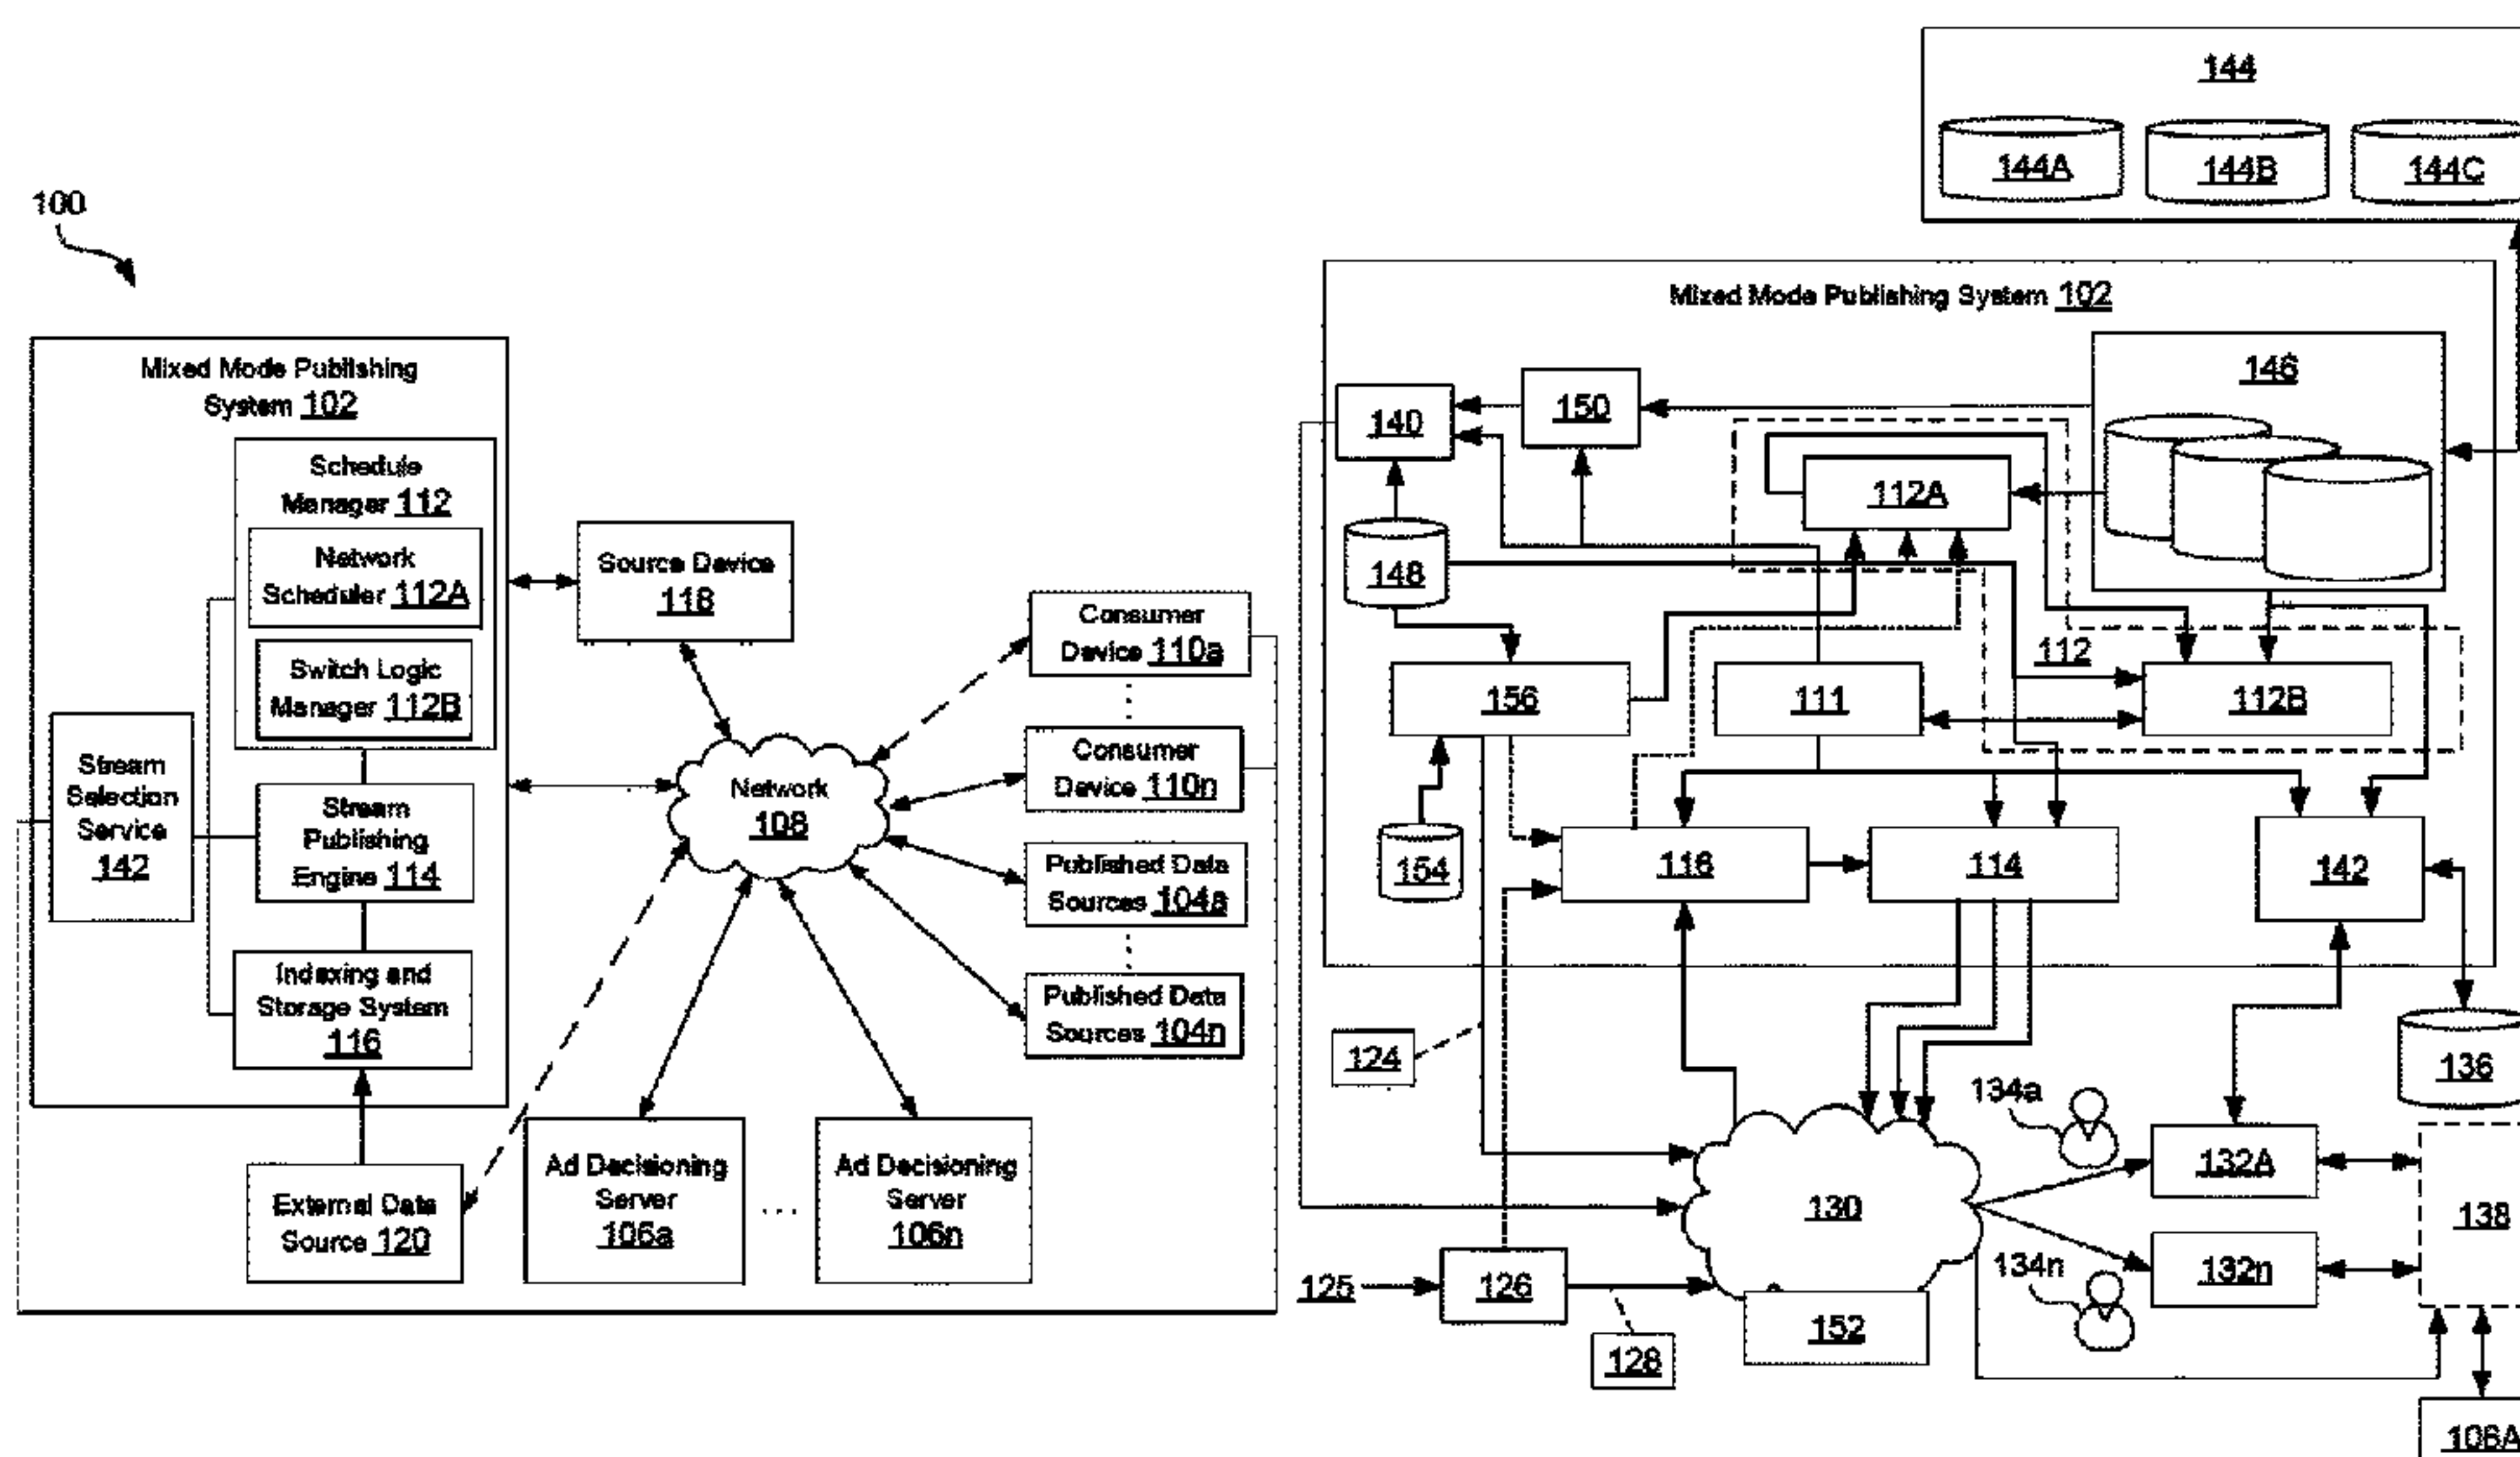 100
Mixed Mode Publishing
System 102
Schedule
Manager 112
Network
Scheduler 112A
Switch Logic
Manager 112B
Stream
Selection
Service
142
Stream
Publishing
Engine 114
Indexing and
Storage System
116
External Data
Source 120
Source Device
118
Network
108
Consumer
Device 110a
Consumer
Device 110n
Published Data
Sources 104a
Published Data
Sources 104n
Ad Decisioning
Server
106a
...
Ad Decisioning
Server
106n
144
144A
144B
144C
Mixed Mode Publishing System 102
140
150
146
112A
148
112
156
111
112B
154
116
114
142
124
136
134a
132A
130
138
134n
132n
125
126
152
128
106A